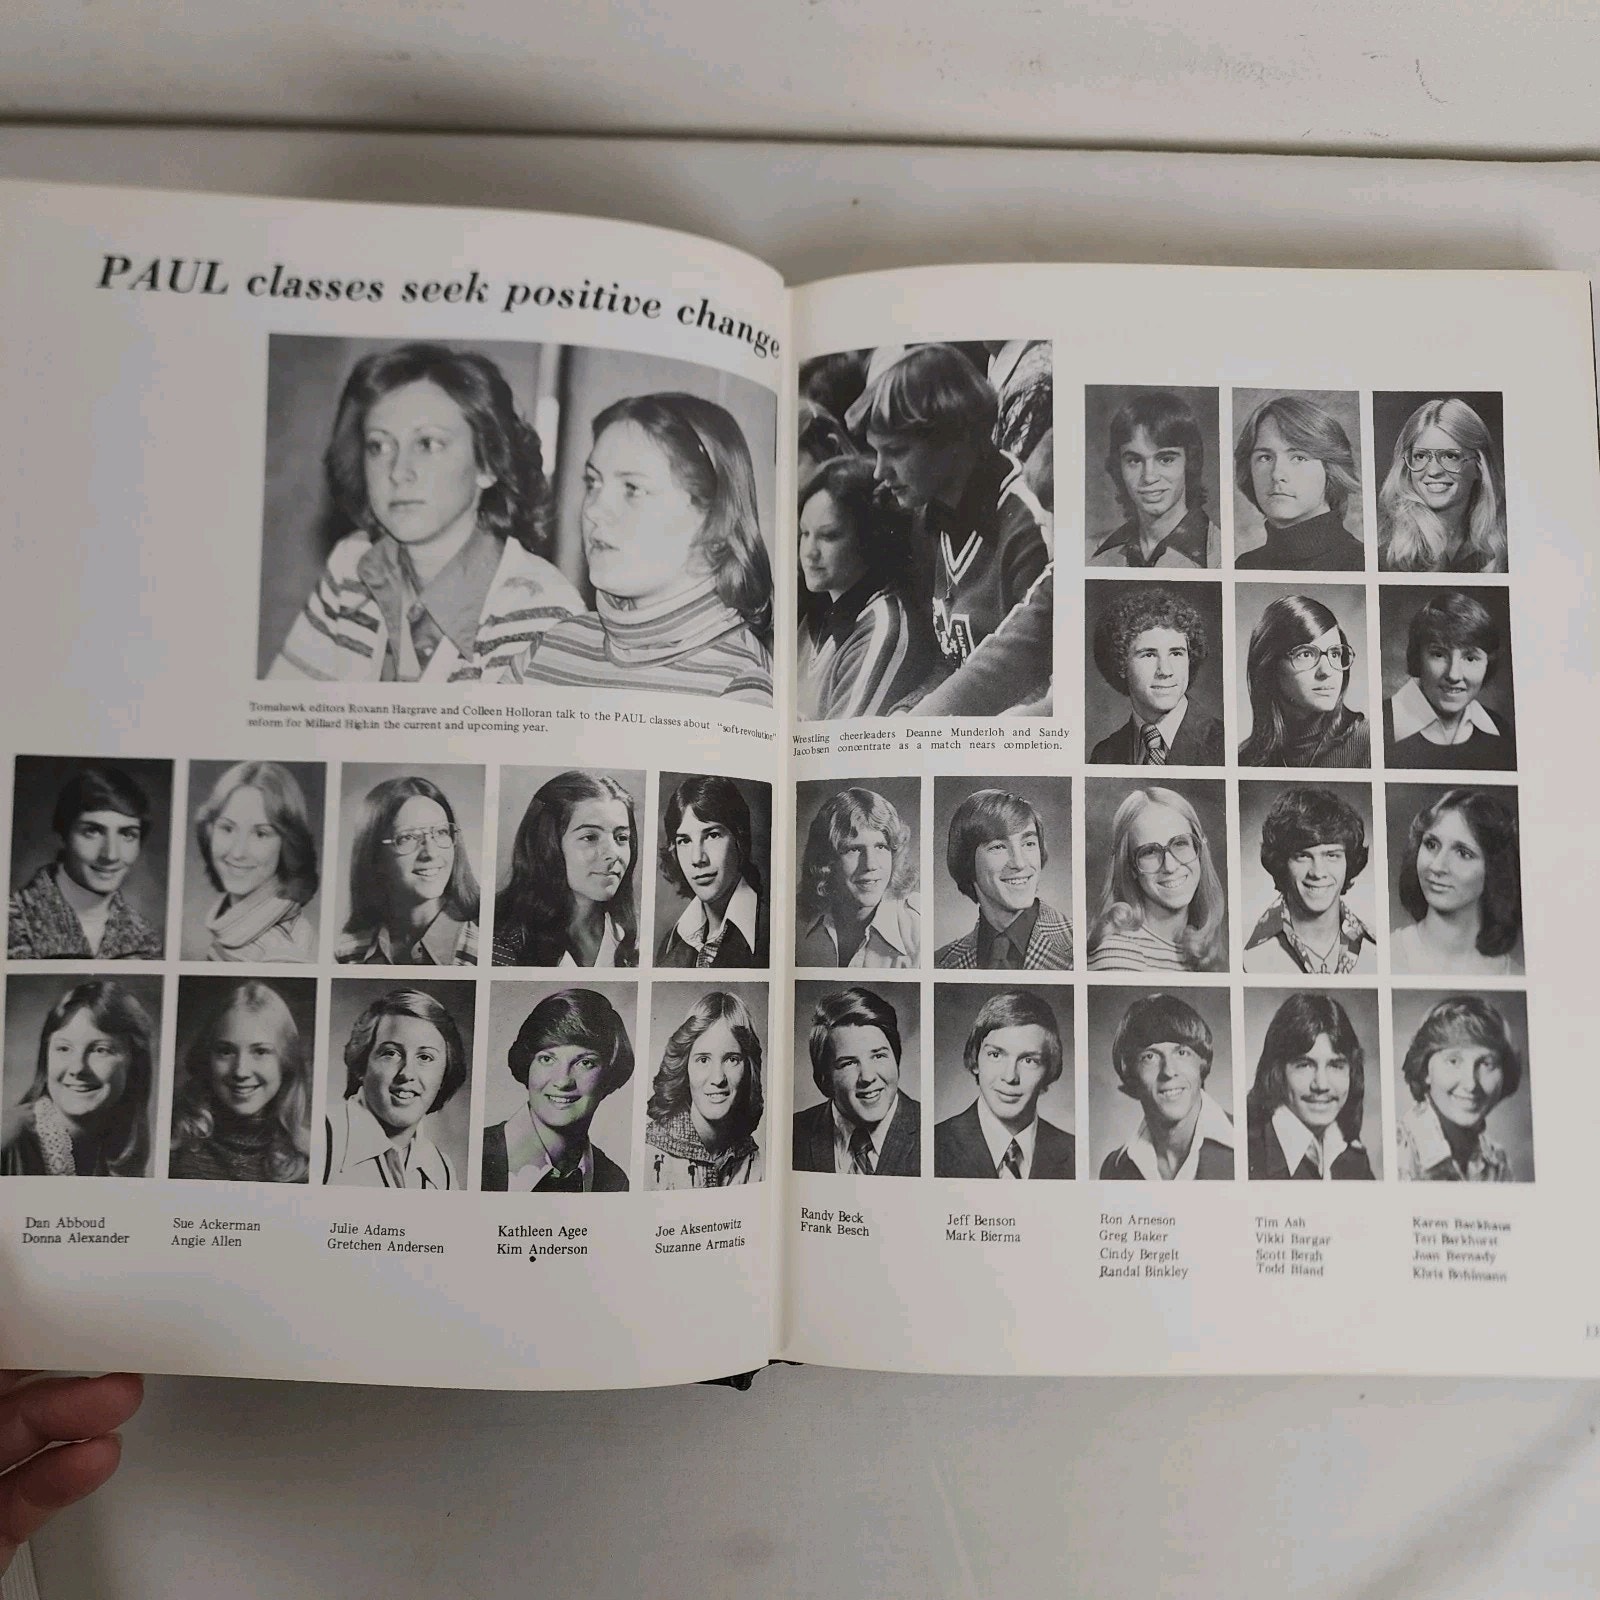 PAUL classes seek positive change
Tomahawk editors Roxann Hargrave and Colleen Holloran talk to the PAUL classes about "soft-revolution"
reform for Millard High in the current and upcoming year.
Wrestling cheerleaders Deanne Munderloh and Sandy
Jacobsen concentrate as a match nears completion.
M
Dan Abboud
Donna Alexander
Sue Ackerman
Angie Allen
Julie Adams
Gretchen Andersen
Kathleen Agee
Kim Anderson
Joe Aksentowitz
Suzanne Armatis
Randy Beck
Frank Besch
Jeff Benson
Mark Bierma
Ron Arneson
Greg Baker
Cindy Bergelt
Randal Binkley
Tim Ash
Vikki Bargar
Scott Berah
Todd Bland
Karen Backhaus
Teri Barkhurst
Joan Bernady
Khris Bohlmann